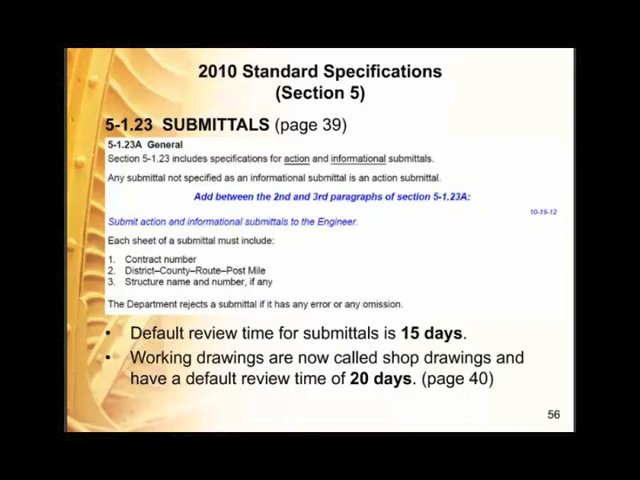 2010 Standard Specifications
(Section 5)
5-1.23 SUBMITTALS (page 39)
5-1.23A General
Section 5-1.23 includes specifications for action and informational submittals.
Any submittal not specified as an informational submittal is an action submittal.
Add between the 2nd and 3rd paragraphs of section 5-1.23A:
10-19-12
Submit action and informational submittals to the Engineer.
Each sheet of a submittal must include:
1. Contract number
2. District–County–Route–Post Mile
3. Structure name and number, if any
The Department rejects a submittal if it has any error or any omission.
• Default review time for submittals is 15 days.
• Working drawings are now called shop drawings and
have a default review time of 20 days. (page 40)
56